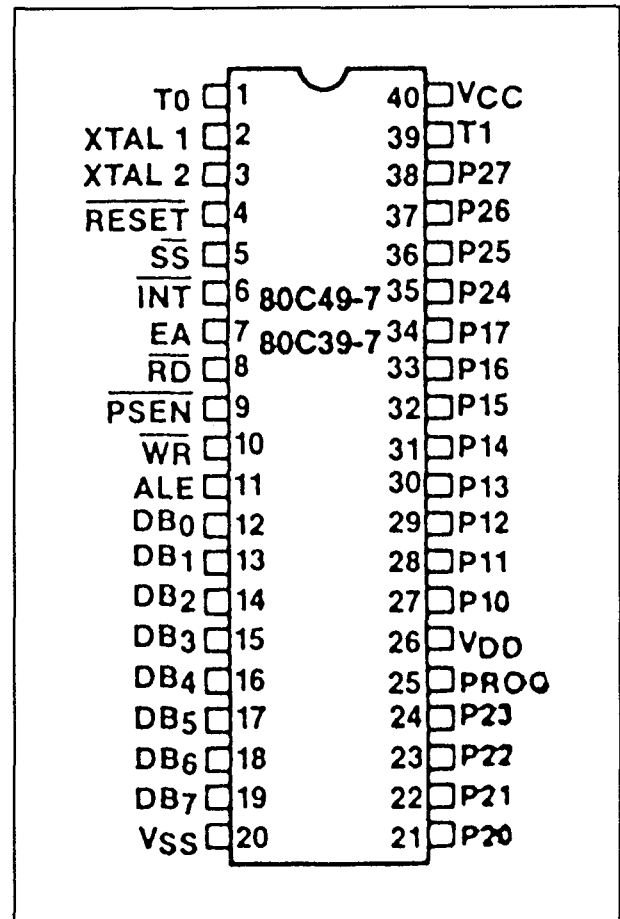 T0 1 40 VCC
XTAL 1 2 39 T1
XTAL 2 3 38 P27
RESET 4 37 P26
SS 5 36 P25
INT 6 80C49-7 35 P24
EA 7 80C39-7 34 P17
RD 8 33 P16
PSEN 9 32 P15
WR 10 31 P14
ALE 11 30 P13
DB0 12 29 P12
DB1 13 28 P11
DB2 14 27 P10
DB3 15 26 VDD
DB4 16 25 PROG
DB5 17 24 P23
DB6 18 23 P22
DB7 19 22 P21
VSS 20 21 P20